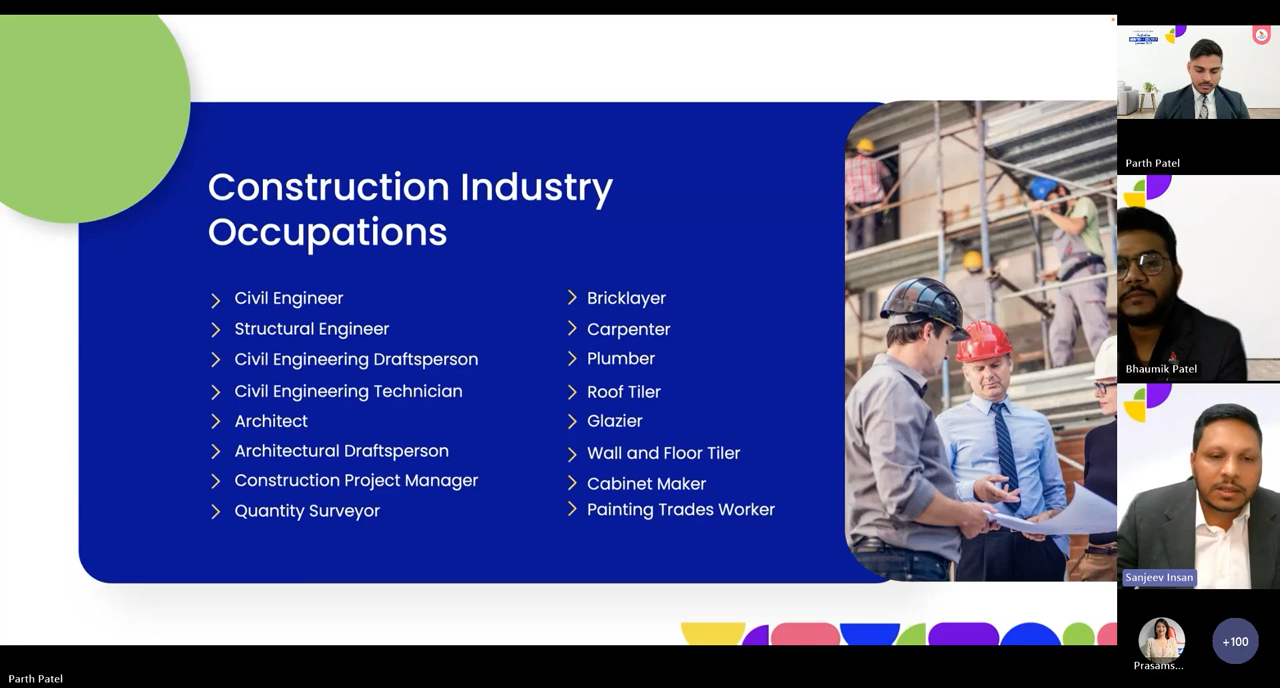 Construction Industry
Occupations
Civil Engineer
Structural Engineer
Civil Engineering Draftsperson
Civil Engineering Technician
Architect
Architectural Draftsperson
Construction Project Manager
Quantity Surveyor
Bricklayer
Carpenter
Plumber
Roof Tiler
Glazier
Wall and Floor Tiler
Cabinet Maker
Painting Trades Worker
Parth Patel
Bhaumik Patel
Sanjeev Insan
Prasams...
+100
Parth Patel